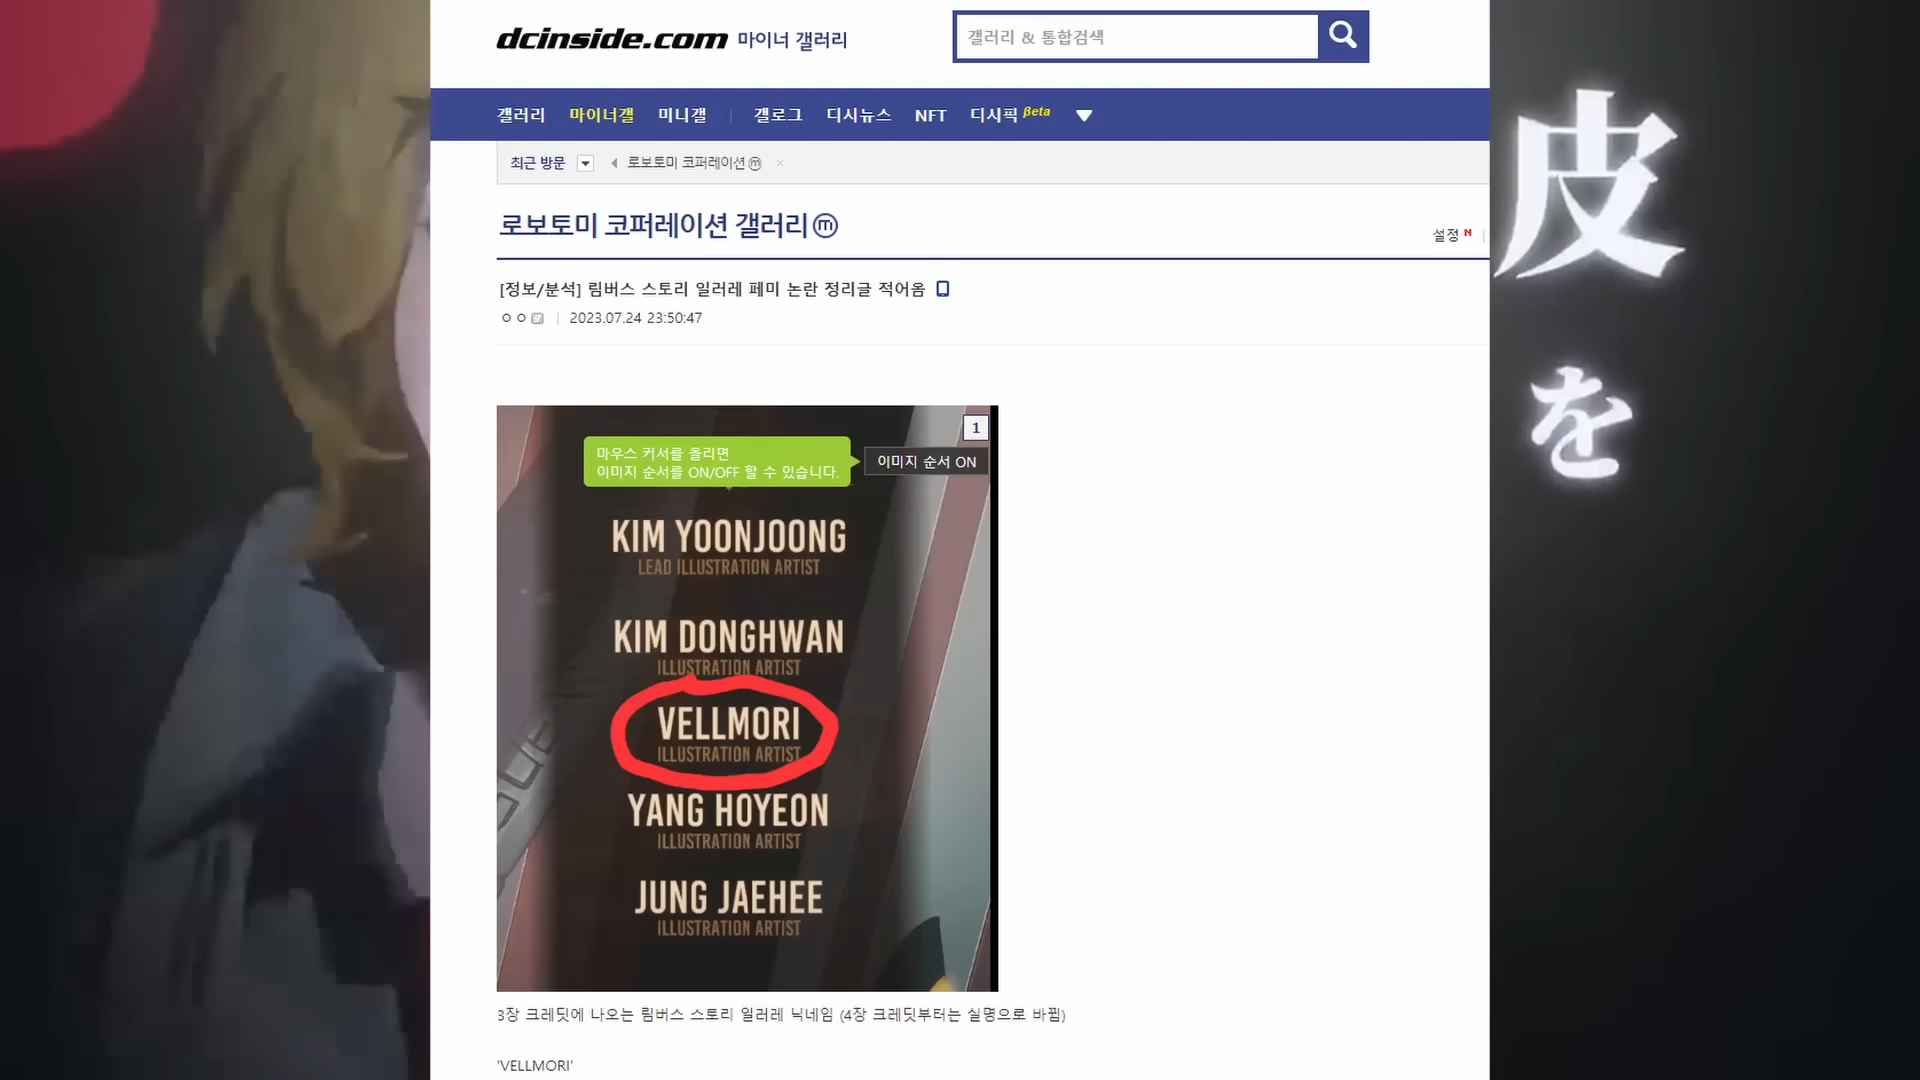 dcinside.com 마이너 갤러리
갤러리 & 통합검색
갤러리 마이너갤 미니갤 갤로그 디시뉴스 NFT 디시픽 βeta
최근 방문 로보토미 코퍼레이션ⓜ ×
로보토미 코퍼레이션 갤러리ⓜ
설정 N
[정보/분석] 림버스 스토리 일러레 페미 논란 정리글 적어옴
ㅇㅇ 2023.07.24 23:50:47
1
마우스 커서를 올리면
이미지 순서를 ON/OFF 할 수 있습니다.
이미지 순서 ON
KIM YOONJOONG
LEAD ILLUSTRATION ARTIST
KIM DONGHWAN
ILLUSTRATION ARTIST
VELLMORI
ILLUSTRATION ARTIST
YANG HOYEON
ILLUSTRATION ARTIST
JUNG JAEHEE
ILLUSTRATION ARTIST
3장 크레딧에 나오는 림버스 스토리 일러레 닉네임 (4장 크레딧부터는 실명으로 바뀜)
'VELLMORI'
皮を